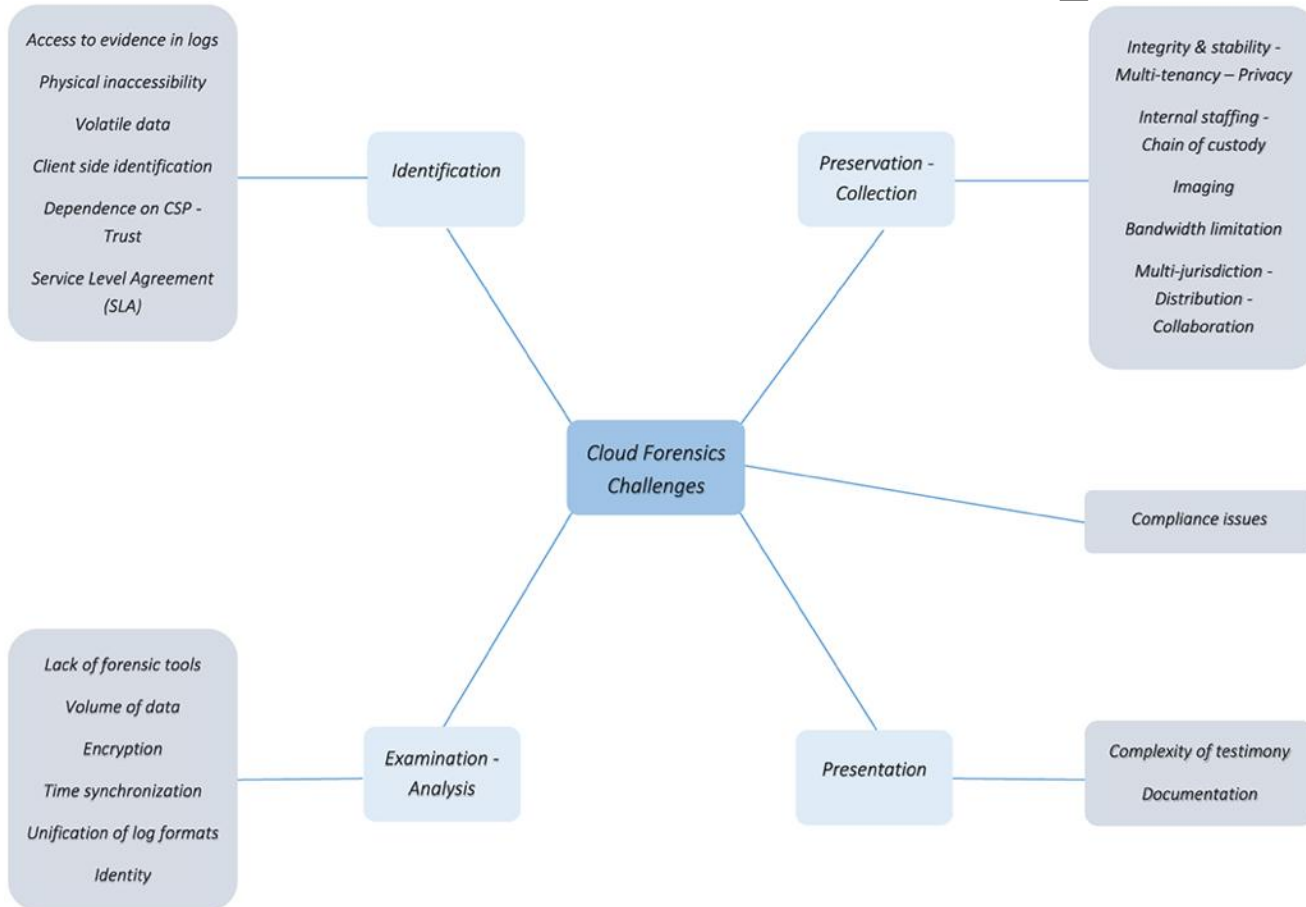 Access to evidence in logs
Physical inaccessibility
Volatile data
Client side identification
Dependence on CSP -
Trust
Service Level Agreement
(SLA)
Identification
Preservation -
Collection
Integrity & stability -
Multi-tenancy – Privacy
Internal staffing -
Chain of custody
Imaging
Bandwidth limitation
Multi-jurisdiction -
Distribution -
Collaboration
Cloud Forensics
Challenges
Compliance issues
Lack of forensic tools
Volume of data
Encryption
Time synchronization
Unification of log formats
Identity
Examination -
Analysis
Presentation
Complexity of testimony
Documentation